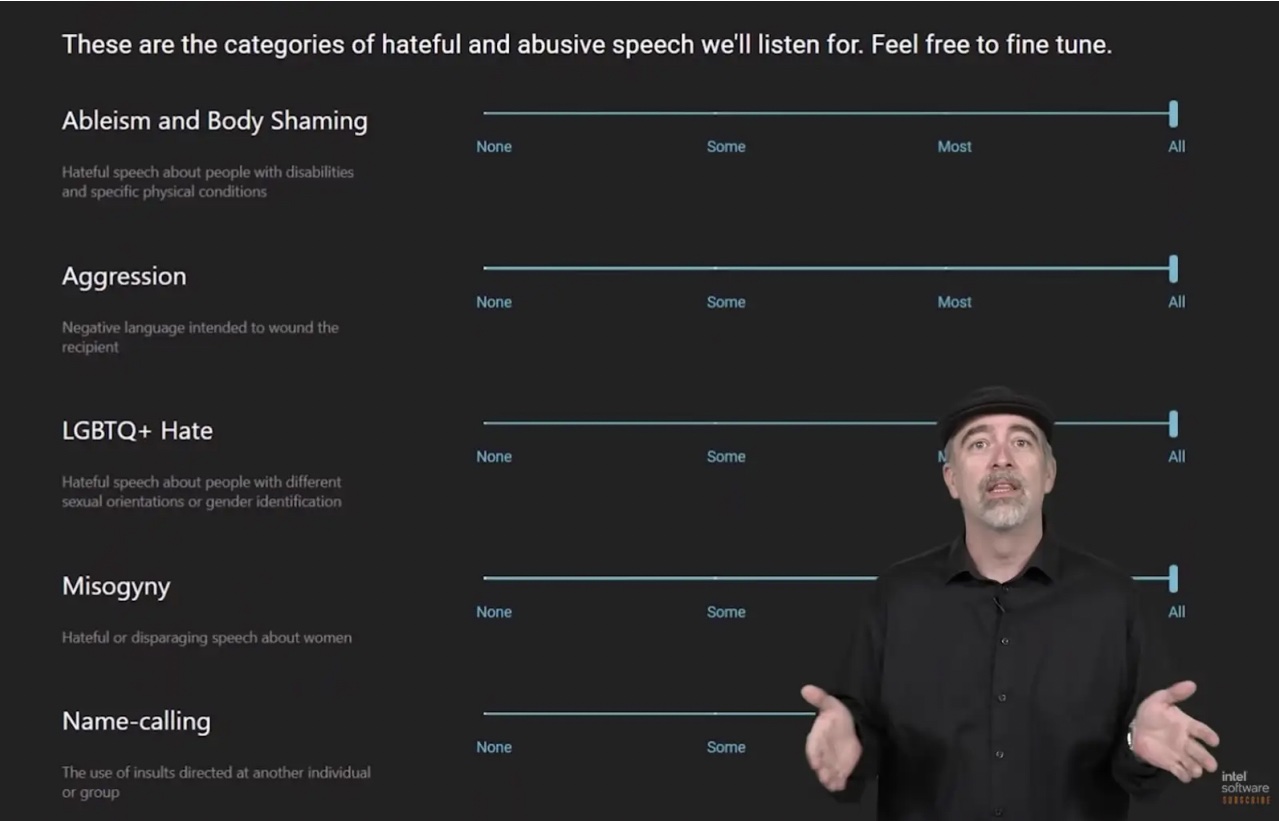 These are the categories of hateful and abusive speech we'll listen for. Feel free to fine tune.
Ableism and Body Shaming
None Some Most All
Hateful speech about people with disabilities
and specific physical conditions
Aggression
None Some Most All
Negative language intended to wound the
recipient
LGBTQ+ Hate
None Some All
Hateful speech about people with different
sexual orientations or gender identification
Misogyny
None Some All
Hateful or disparaging speech about women
Name-calling
None Some
The use of insults directed at another individual
or group
intel
software
SUBSCRIBE